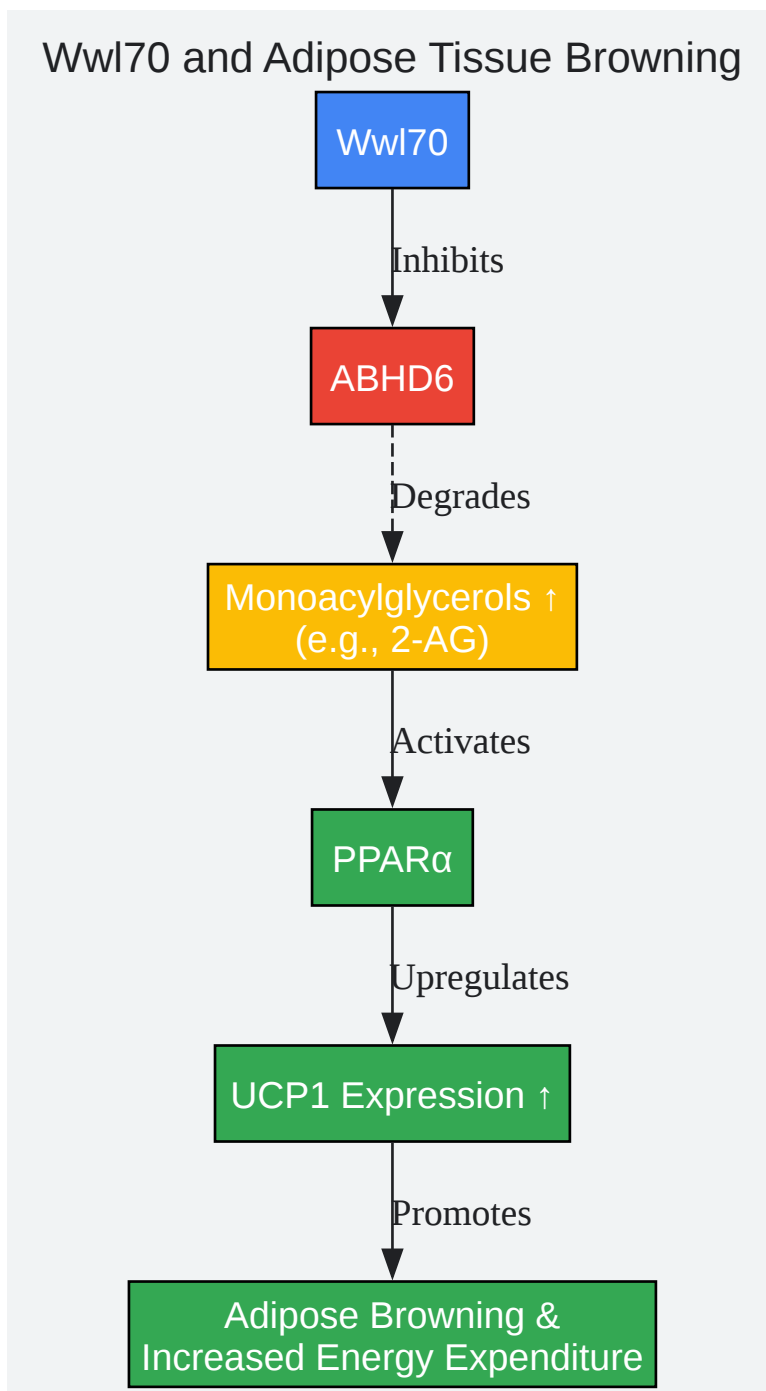 Wwl70 and Adipose Tissue Browning
Wwl70
Inhibits
ABHD6
Degrades
Monoacylglycerols ↑
(e.g., 2-AG)
Activates
PPARα
Upregulates
UCP1 Expression ↑
Promotes
Adipose Browning &
Increased Energy Expenditure